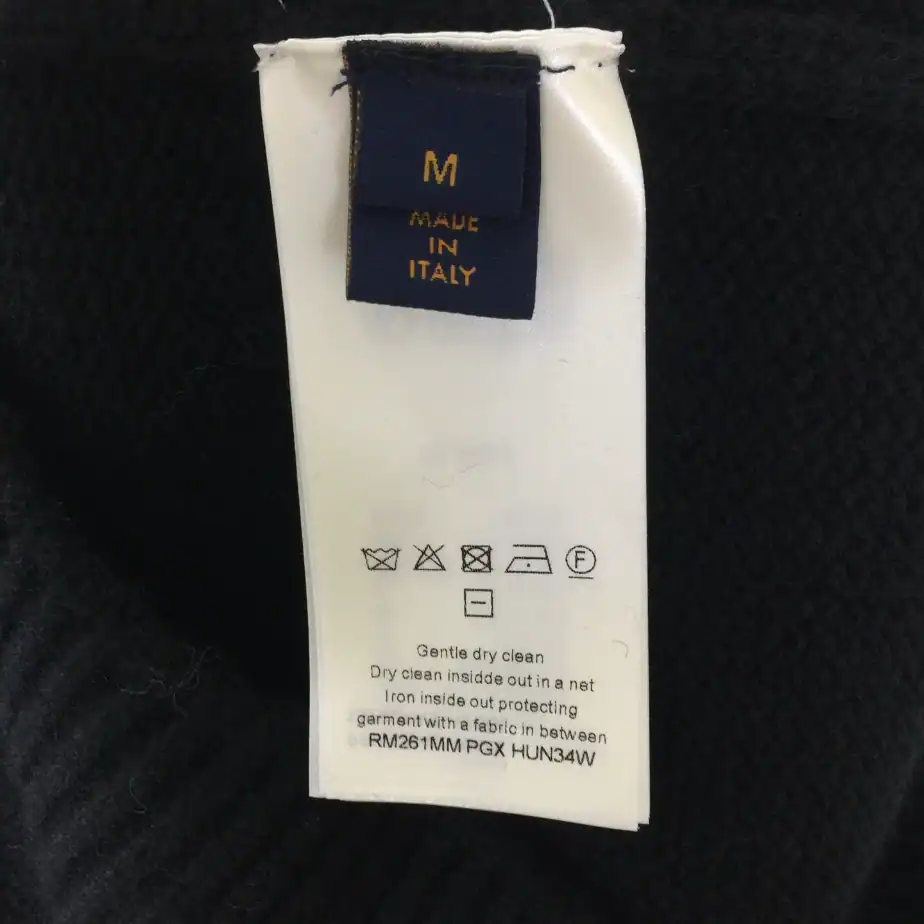 M
MADE
IN
ITALY
F
Gentle dry clean
Dry clean insidde out in a net
Iron inside out protecting
garment with a fabric in between
RM261MM PGX HUN34W